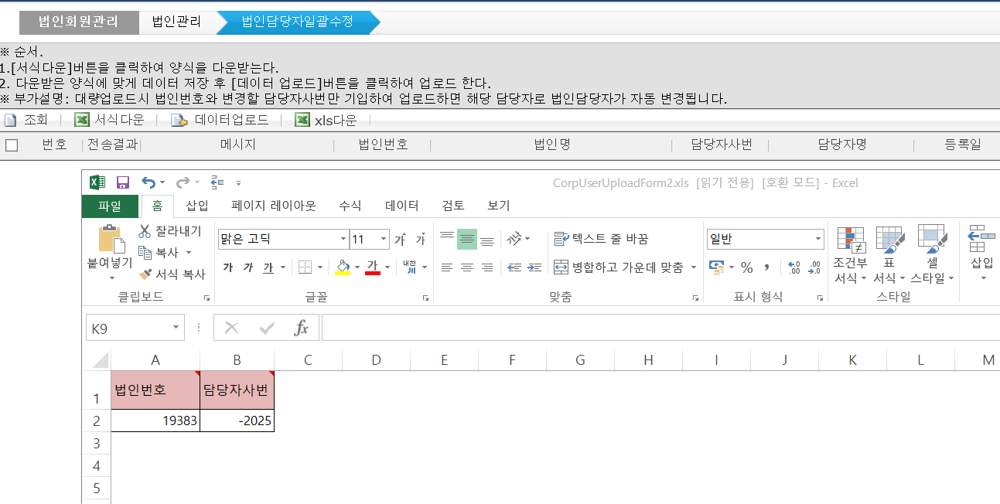 법인회원관리 법인관리 법인담당자일괄수정
※ 순서.
1.[서식다운]버튼을 클릭하여 양식을 다운받는다.
2. 다운받은 양식에 맞게 데이터 저장 후 [데이터 업로드]버튼을 클릭하여 업로드 한다.
※ 부가설명: 대량업로드시 법인번호와 변경할 담당자사번만 기입하여 업로드하면 해당 담당자로 법인담당자가 자동 변경됩니다.
조회 서식다운 데이터업로드 xls다운
번호 전송결과 메시지 법인번호 법인명 담당자사번 담당자명 등록일
CorpUserUploadForm2.xls [읽기 전용] [호환 모드] - Excel
파일 홈 삽입 페이지 레이아웃 수식 데이터 검토 보기
붙여넣기
잘라내기
복사
서식 복사
클립보드
맑은 고딕 11 가 가
가 가 가 가 내천 川
글꼴
텍스트 줄 바꿈
병합하고 가운데 맞춤
맞춤
일반
% , .0 .00 .00 .0
표시 형식
조건부 서식
표 서식
셀 스타일
스타일
삽입
K9 fx
A B C D E F G H I J K L M
1 법인번호 담당자사번
2 19383 -2025
3
4
5